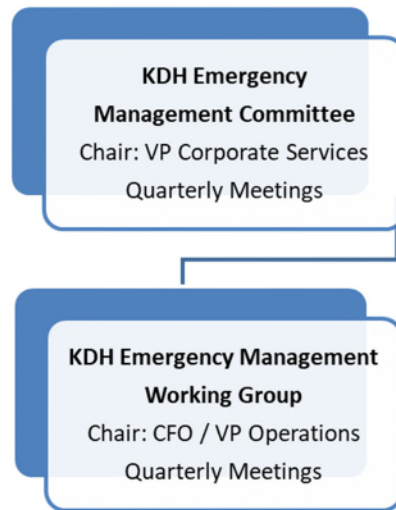 KDH Emergency
Management Committee
Chair: VP Corporate Services
Quarterly Meetings
KDH Emergency Management
Working Group
Chair: CFO / VP Operations
Quarterly Meetings